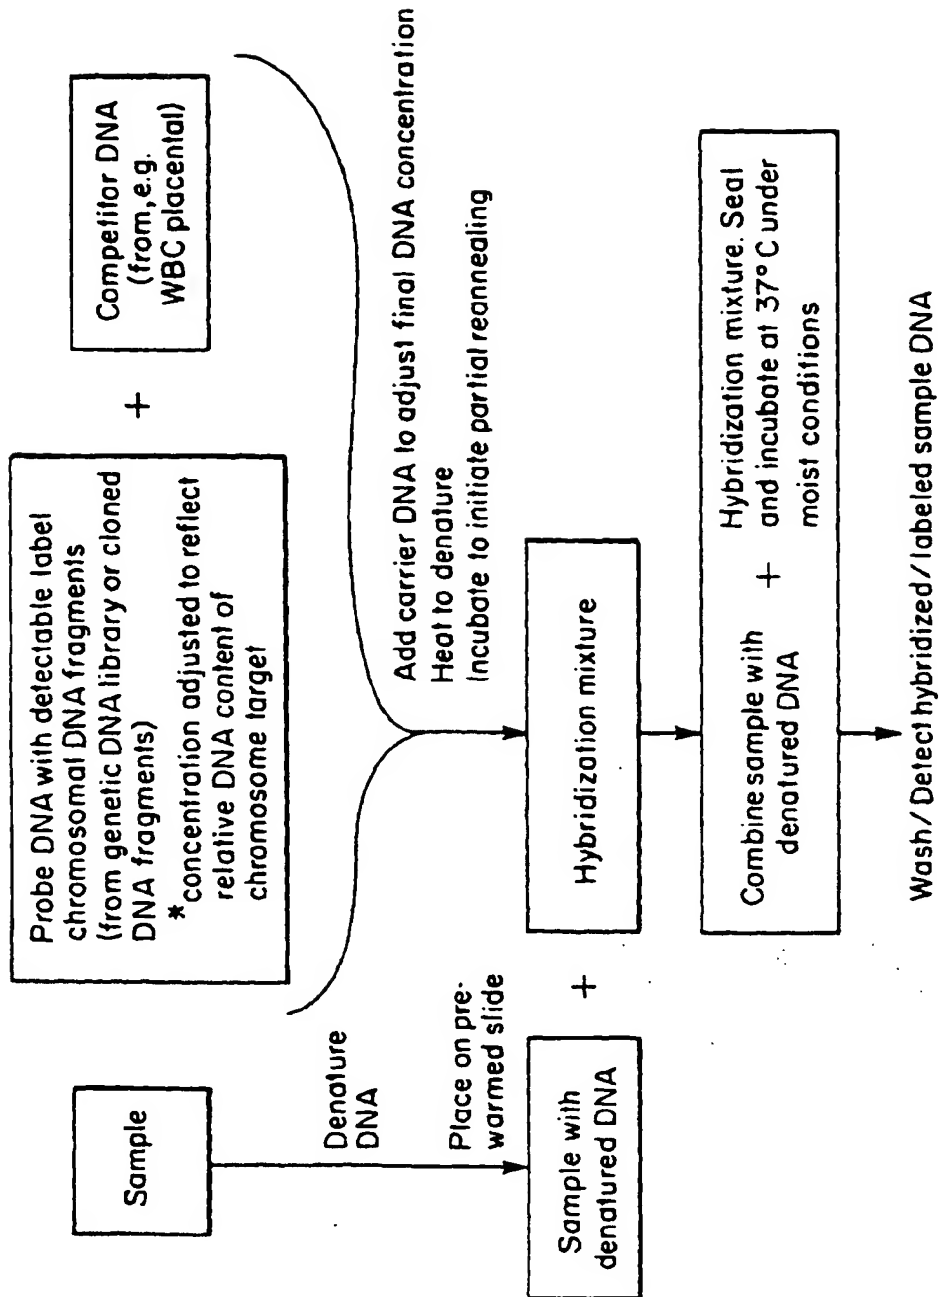 Sample
Denature
DNA
Place on pre-
warmed slide
Sample with
denatured DNA
+
Probe DNA with detectable label
chromosomal DNA fragments
(from genetic DNA library or cloned
DNA fragments)
*concentration adjusted to reflect
relative DNA content of
chromosome target
+
Competitor DNA
(from, e.g.
WBC placental)
Add carrier DNA to adjust final DNA concentration
Heat to denature
Incubate to initiate partial reannealing
Hybridization mixture
Combine sample with
denatured DNA
+
Hybridization mixture. Seal
and incubate at 37°C under
moist conditions
Wash/Detect hybridized/labeled sample DNA